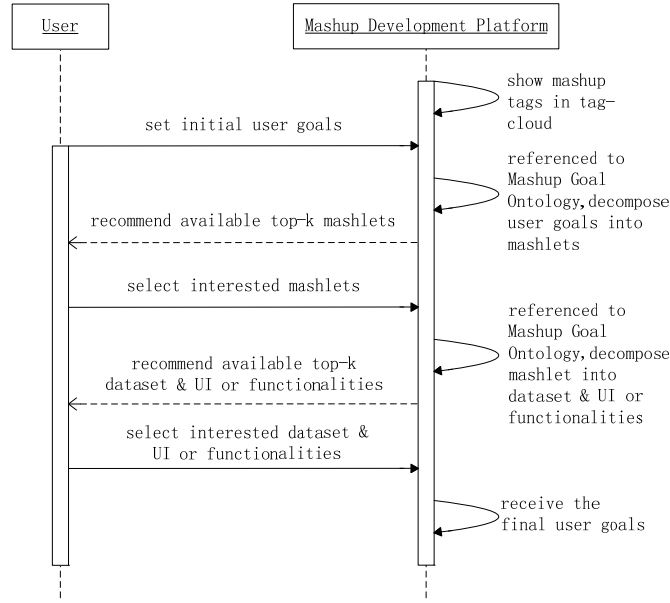 User
Mashup Development Platform
show mashup
tags in tag-
cloud
set initial user goals
referenced to
Mashup Goal
Ontology,decompose
user goals into
mashlets
recommend available top-k mashlets
select interested mashlets
referenced to
Mashup Goal
Ontology,decompose
mashlet into
dataset & UI or
functionalities
recommend available top-k
dataset & UI or functionalities
select interested dataset &
UI or functionalities
receive the
final user goals